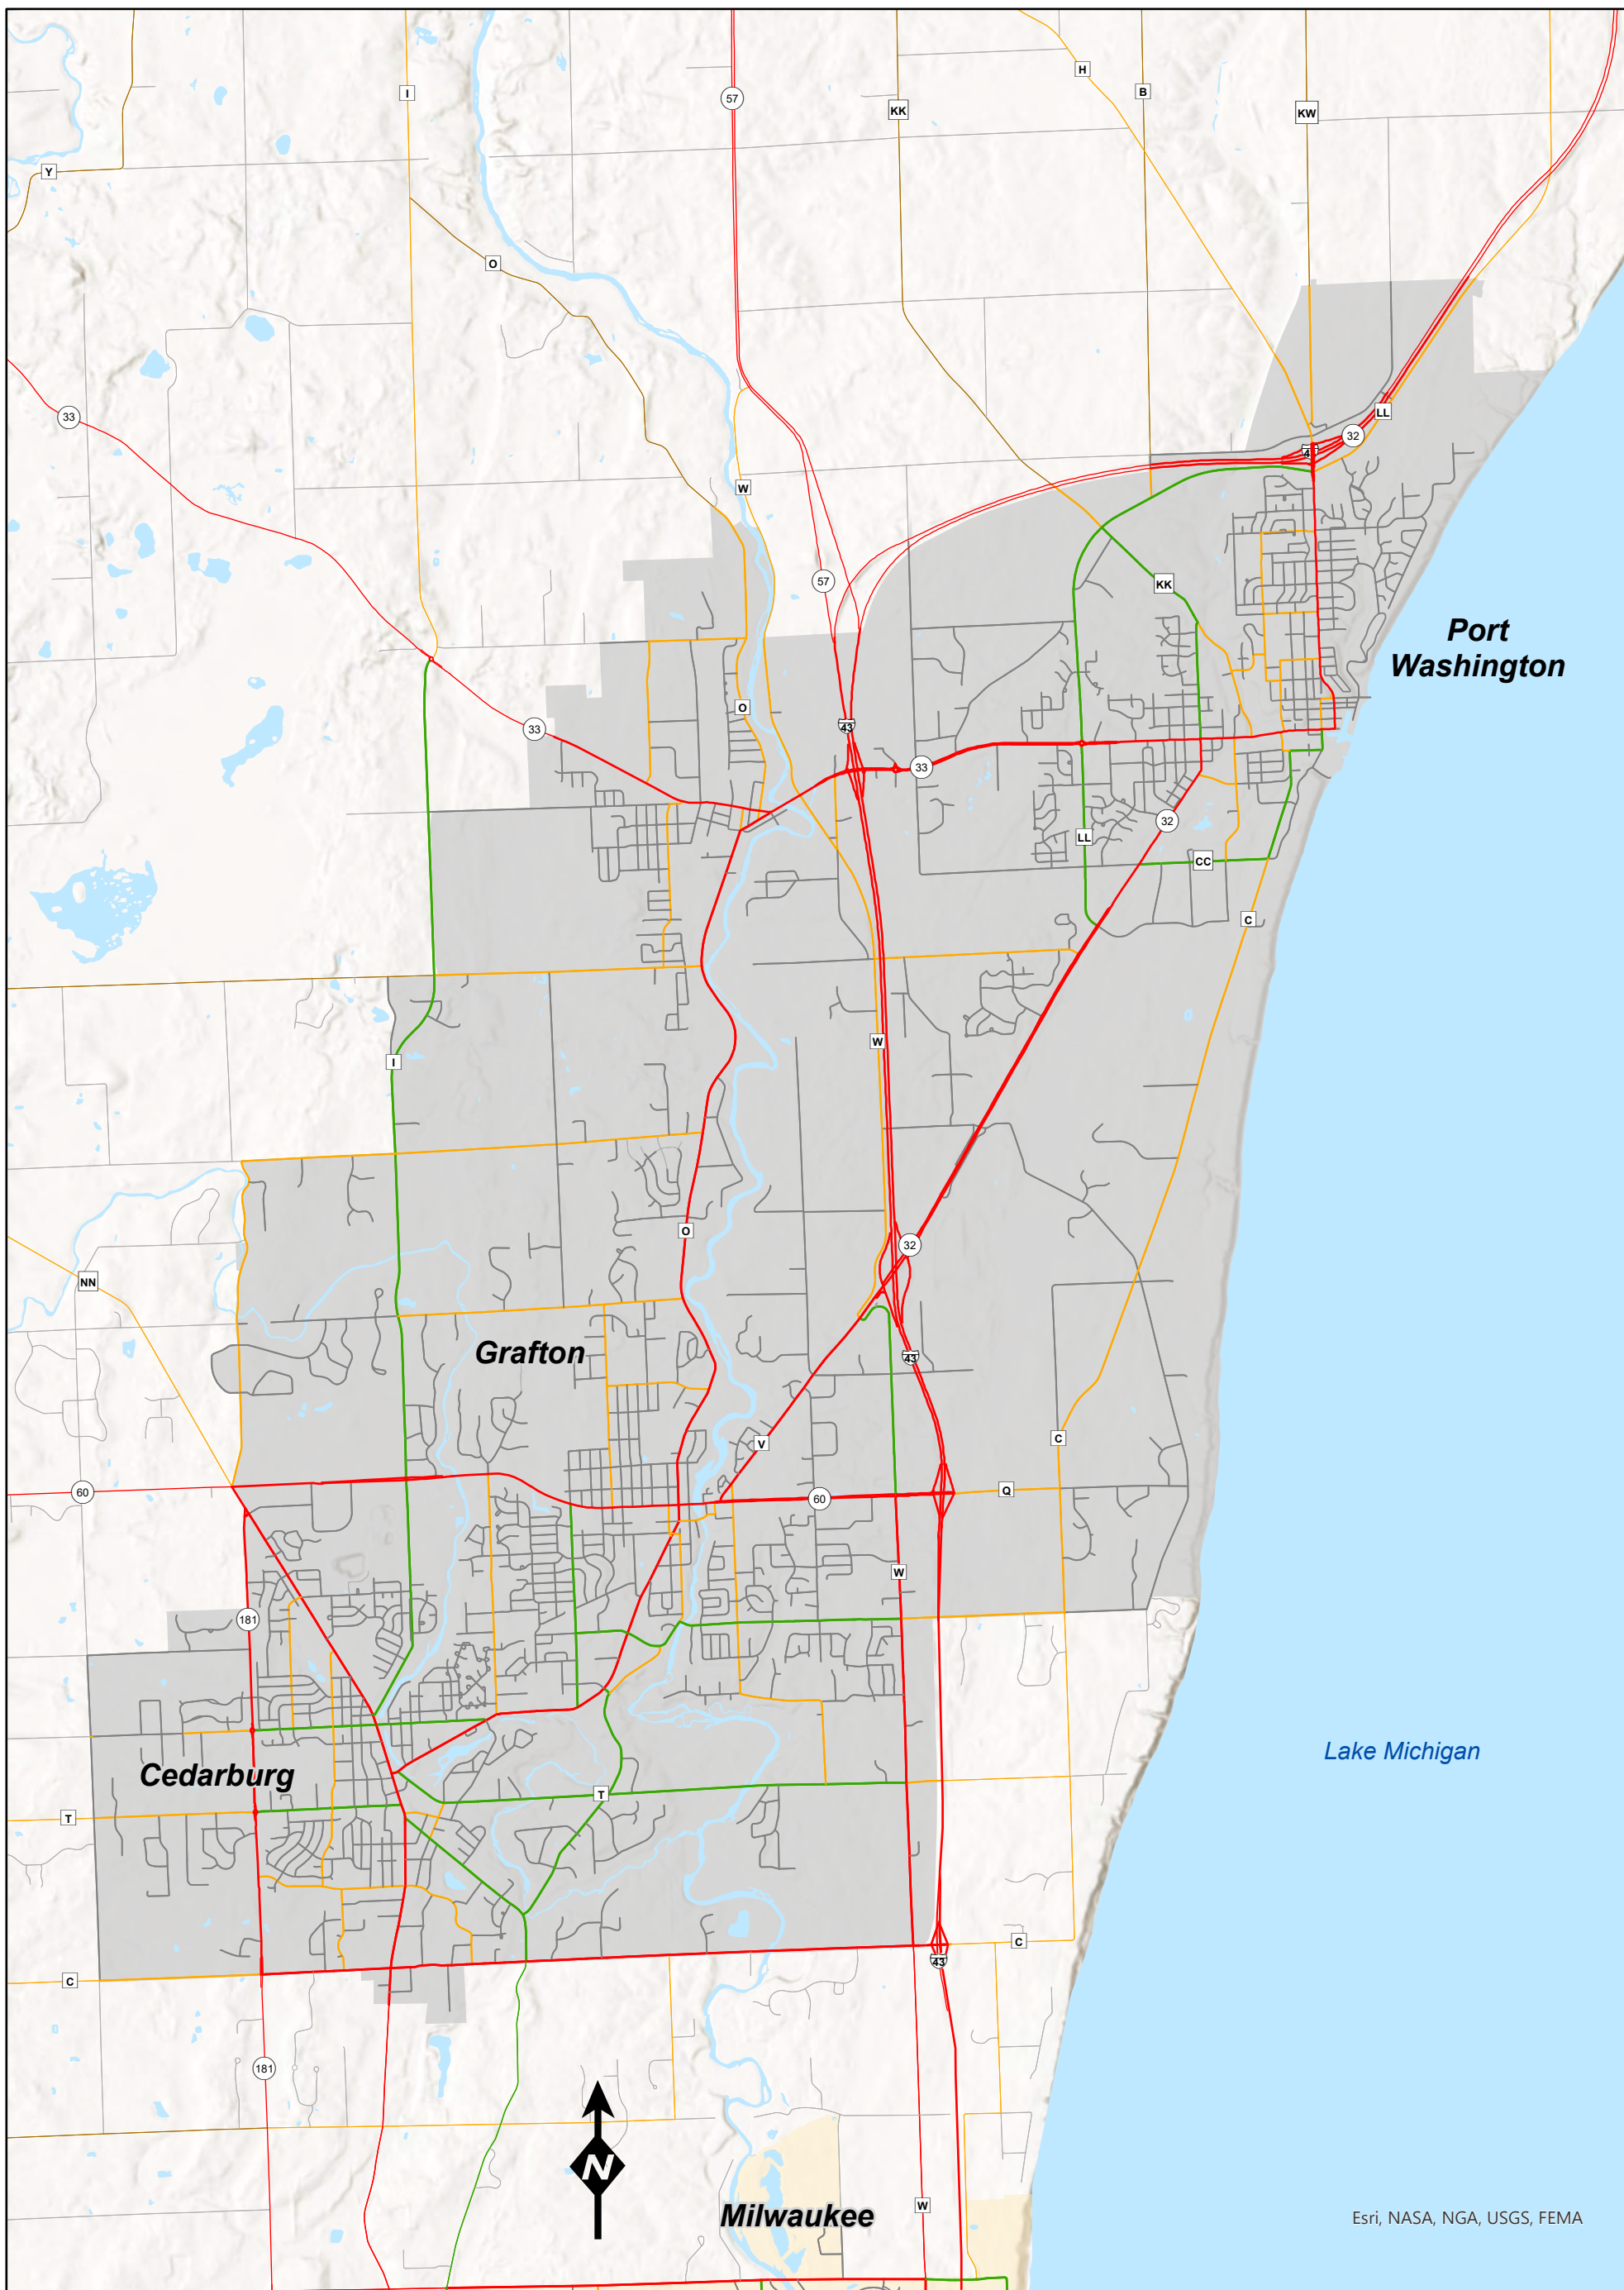 H
B
I
57
KK
KW
Y
O
LL
33
32
4
W
57
KK
Port
Washington
O
43
33
33
32
LL
CC
C
W
I
O
32
NN
Grafton
43
V
C
60
60
Q
W
181
Lake Michigan
Cedarburg
T
T
C
43
C
181
N
W
Milwaukee
Esri, NASA, NGA, USGS, FEMA